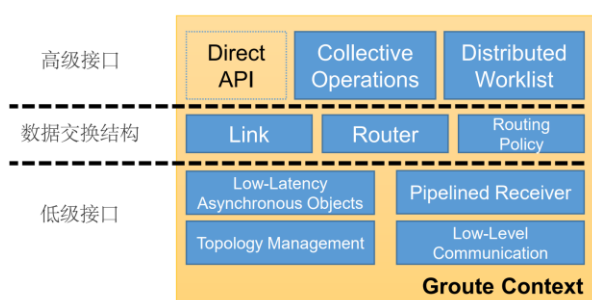 高级接口
Direct
API
Collective
Operations
Distributed
Worklist
数据交换结构
Link
Router
Routing
Policy
低级接口
Low-Latency
Asynchronous Objects
Pipelined Receiver
Topology Management
Low-Level
Communication
Groute Context